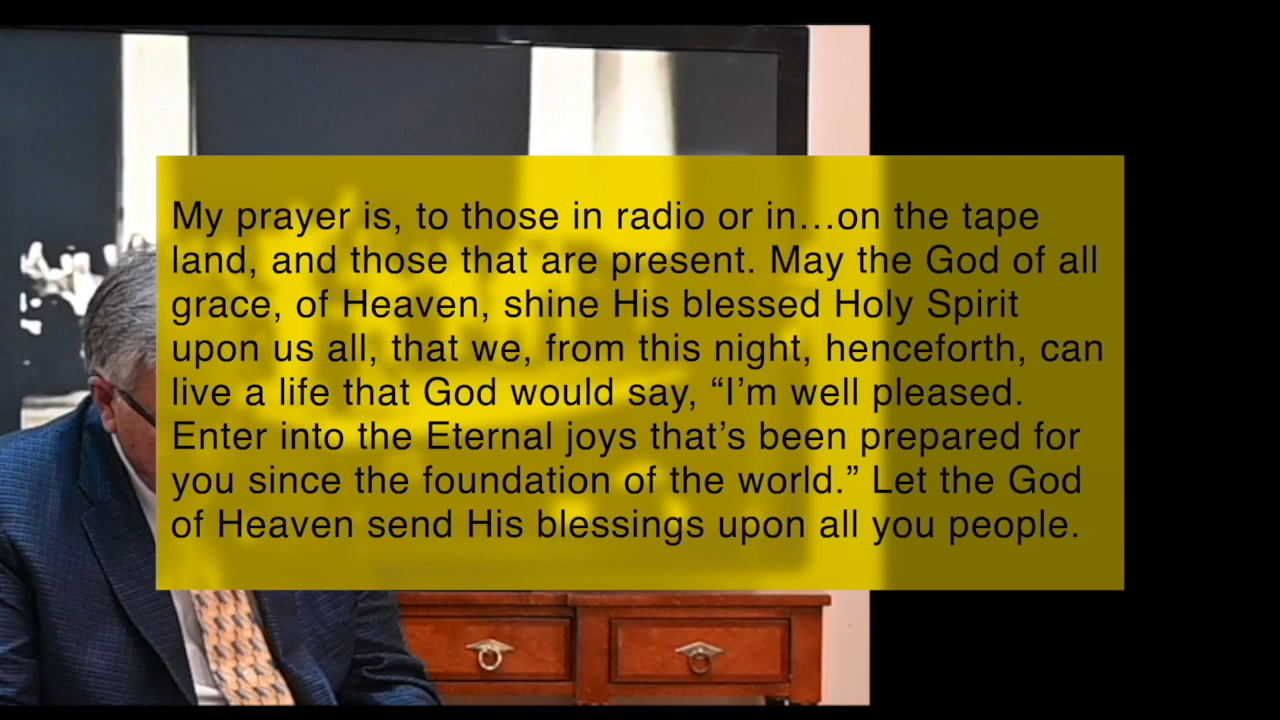 My prayer is, to those in radio or in…on the tape
land, and those that are present. May the God of all
grace, of Heaven, shine His blessed Holy Spirit
upon us all, that we, from this night, henceforth, can
live a life that God would say, “I’m well pleased.
Enter into the Eternal joys that’s been prepared for
you since the foundation of the world.” Let the God
of Heaven send His blessings upon all you people.